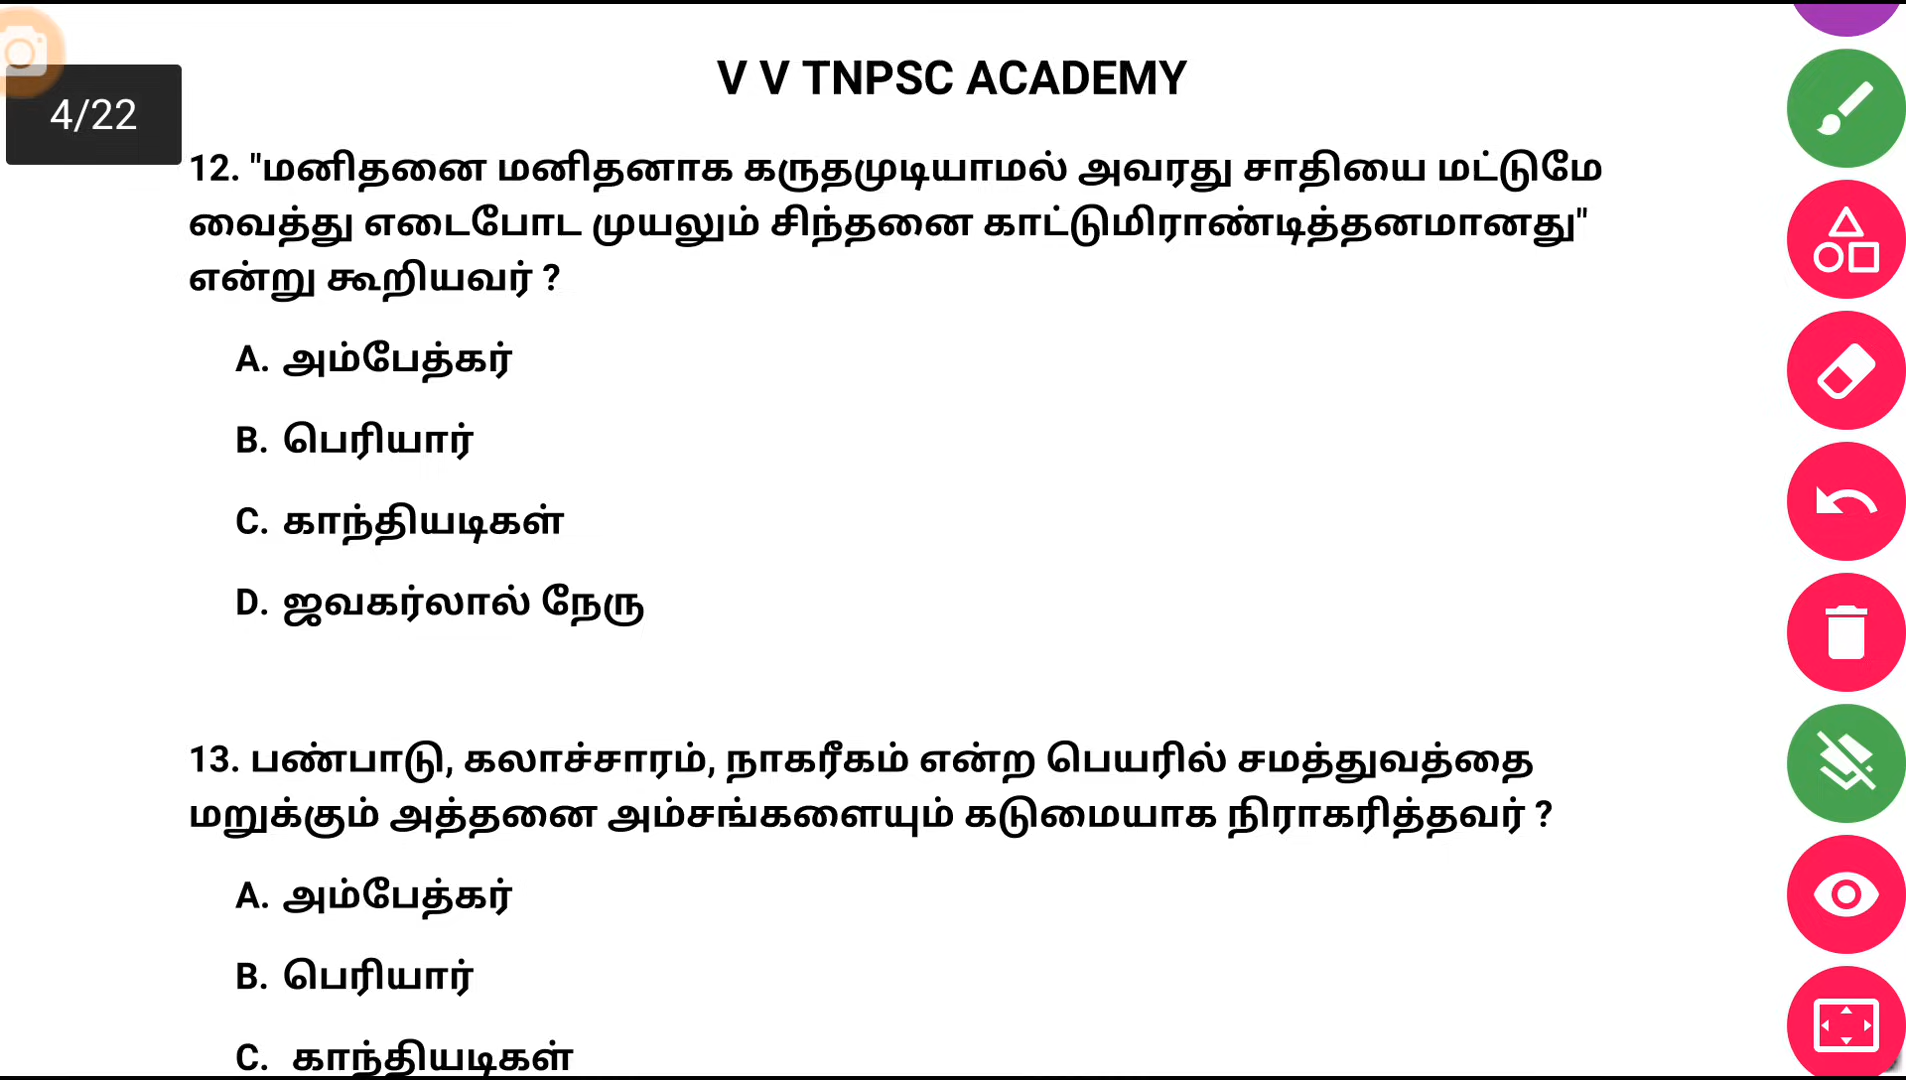 V V TNPSC ACADEMY
4/22
12. "மனிதனை மனிதனாக கருதமுடியாமல் அவரது சாதியை மட்டுமே
வைத்து எடைபோட முயலும் சிந்தனை காட்டுமிராண்டித்தனமானது"
என்று கூறியவர் ?
A. அம்பேத்கர்
B. பெரியார்
C. காந்தியடிகள்
D. ஜவகர்லால் நேரு
13. பண்பாடு, கலாச்சாரம், நாகரீகம் என்ற பெயரில் சமத்துவத்தை
மறுக்கும் அத்தனை அம்சங்களையும் கடுமையாக நிராகரித்தவர் ?
A. அம்பேத்கர்
B. பெரியார்
C. காந்தியடிகள்